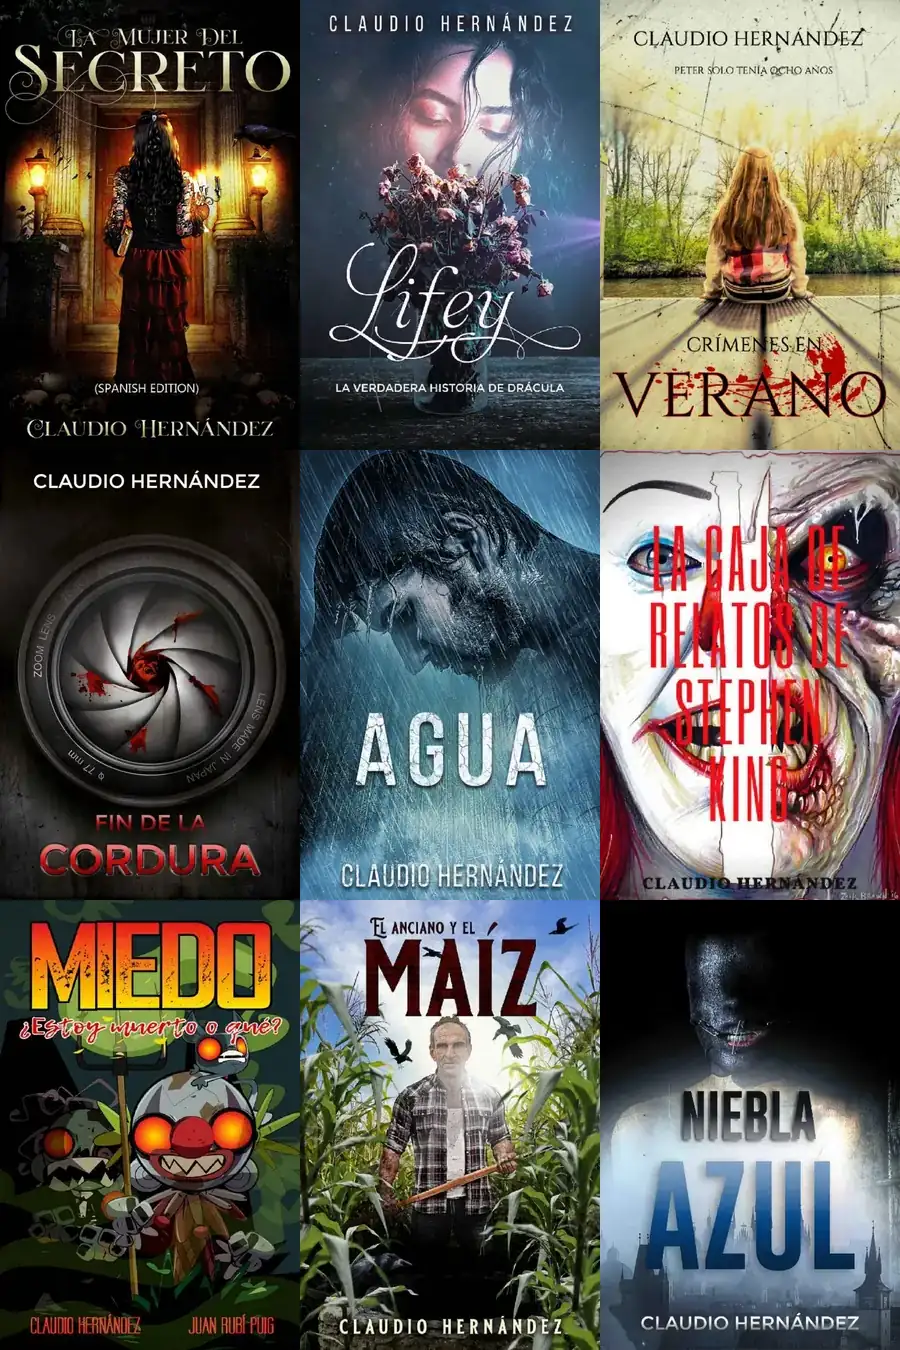 La Mujer Del
Secreto
(SPANISH EDITION)
Claudio Hernández
CLAUDIO HERNÁNDEZ
Lifey
LA VERDADERA HISTORIA DE DRÁCULA
CLAUDIO HERNÁNDEZ
PETER SOLO TENÍA OCHO AÑOS
CRÍMENES EN
VERANO
CLAUDIO HERNÁNDEZ
ZOOM LENS
LENS MADE IN JAPAN
77 mm
FIN DE LA
CORDURA
AGUA
CLAUDIO HERNÁNDEZ
LA CAJA DE
RELATOS DE
STEPHEN
KING
CLAUDIO HERNÁNDEZ
MIEDO
¿Estoy muerto o qué?
CLAUDIO HERNÁNDEZ
JUAN RUBÍ PUIG
EL ANCIANO Y EL
MAÍZ
CLAUDIO HERNÁNDEZ
NIEBLA
AZUL
CLAUDIO HERNÁNDEZ